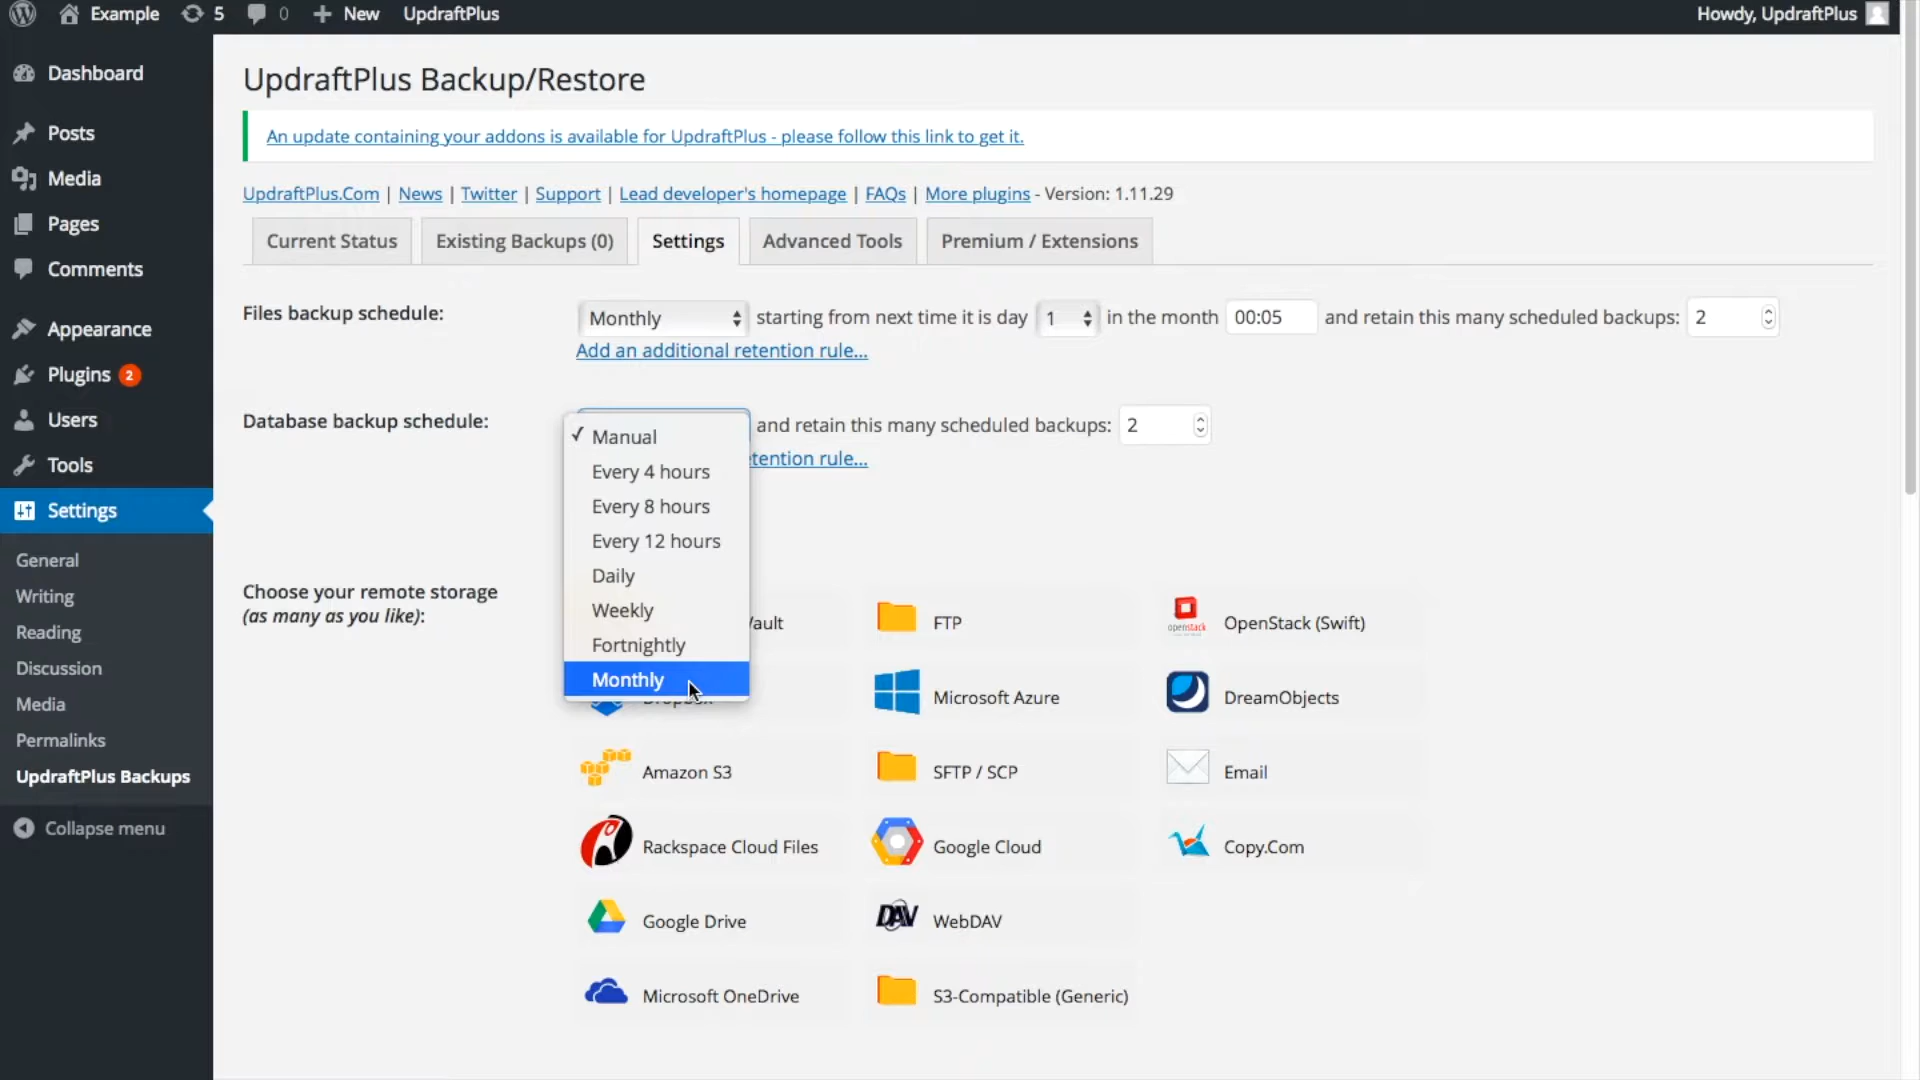 Example 5 0 New UpdraftPlus Howdy, UpdraftPlus
Dashboard
Posts
Media
Pages
Comments
Appearance
Plugins 2
Users
Tools
Settings
General
Writing
Reading
Discussion
Media
Permalinks
UpdraftPlus Backups
Collapse menu
UpdraftPlus Backup/Restore
An update containing your addons is available for UpdraftPlus - please follow this link to get it.
UpdraftPlus.Com | News | Twitter | Support | Lead developer's homepage | FAQs | More plugins - Version: 1.11.29
Current Status Existing Backups (0) Settings Advanced Tools Premium / Extensions
Files backup schedule: Monthly starting from next time it is day 1 in the month 00:05 and retain this many scheduled backups: 2
Add an additional retention rule...
Database backup schedule: and retain this many scheduled backups: 2
retention rule...
Manual
Every 4 hours
Every 8 hours
Every 12 hours
Daily
Weekly
Fortnightly
Monthly
Choose your remote storage
(as many as you like):
Vault FTP openstack OpenStack (Swift)
Dropbox Microsoft Azure DreamObjects
Amazon S3 SFTP / SCP Email
Rackspace Cloud Files Google Cloud Copy.Com
Google Drive DAV WebDAV
Microsoft OneDrive S3-Compatible (Generic)